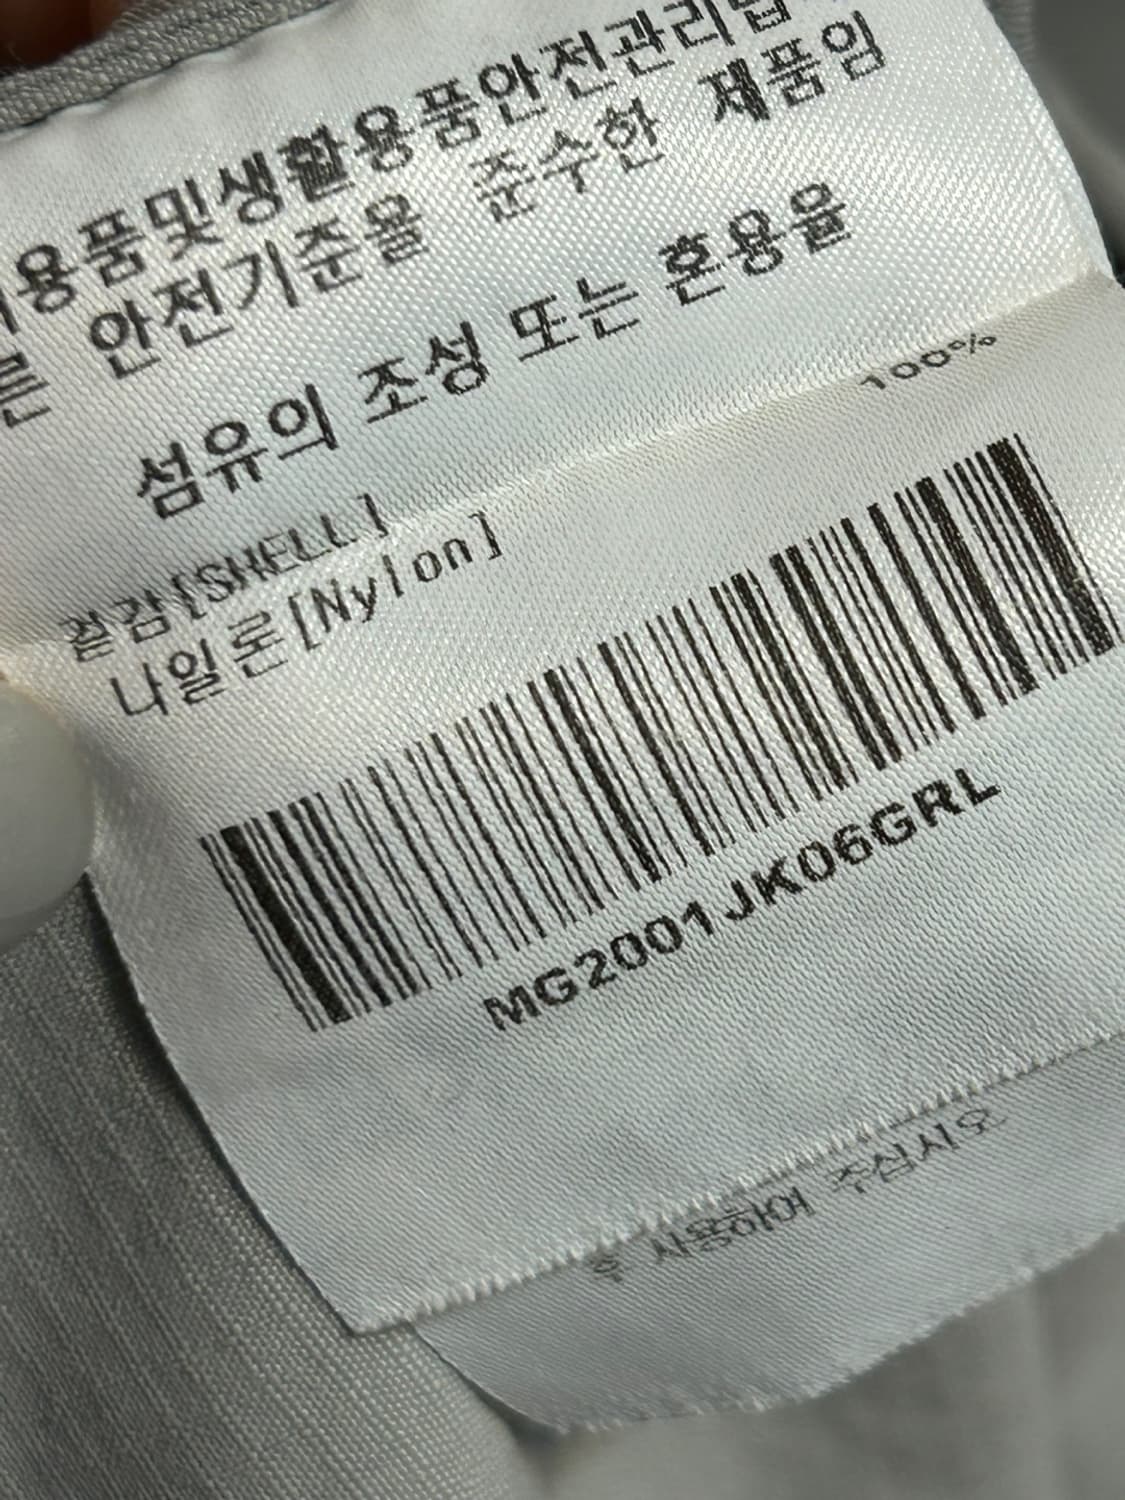 용품및생활용품안전관리법
른 안전기준을 준수한 제품임
섬유의 조성 또는 혼용율
겉감[SHELL]
나일론[Nylon] 100%
MG2001JK06GRL
후 사용하여 주십시오